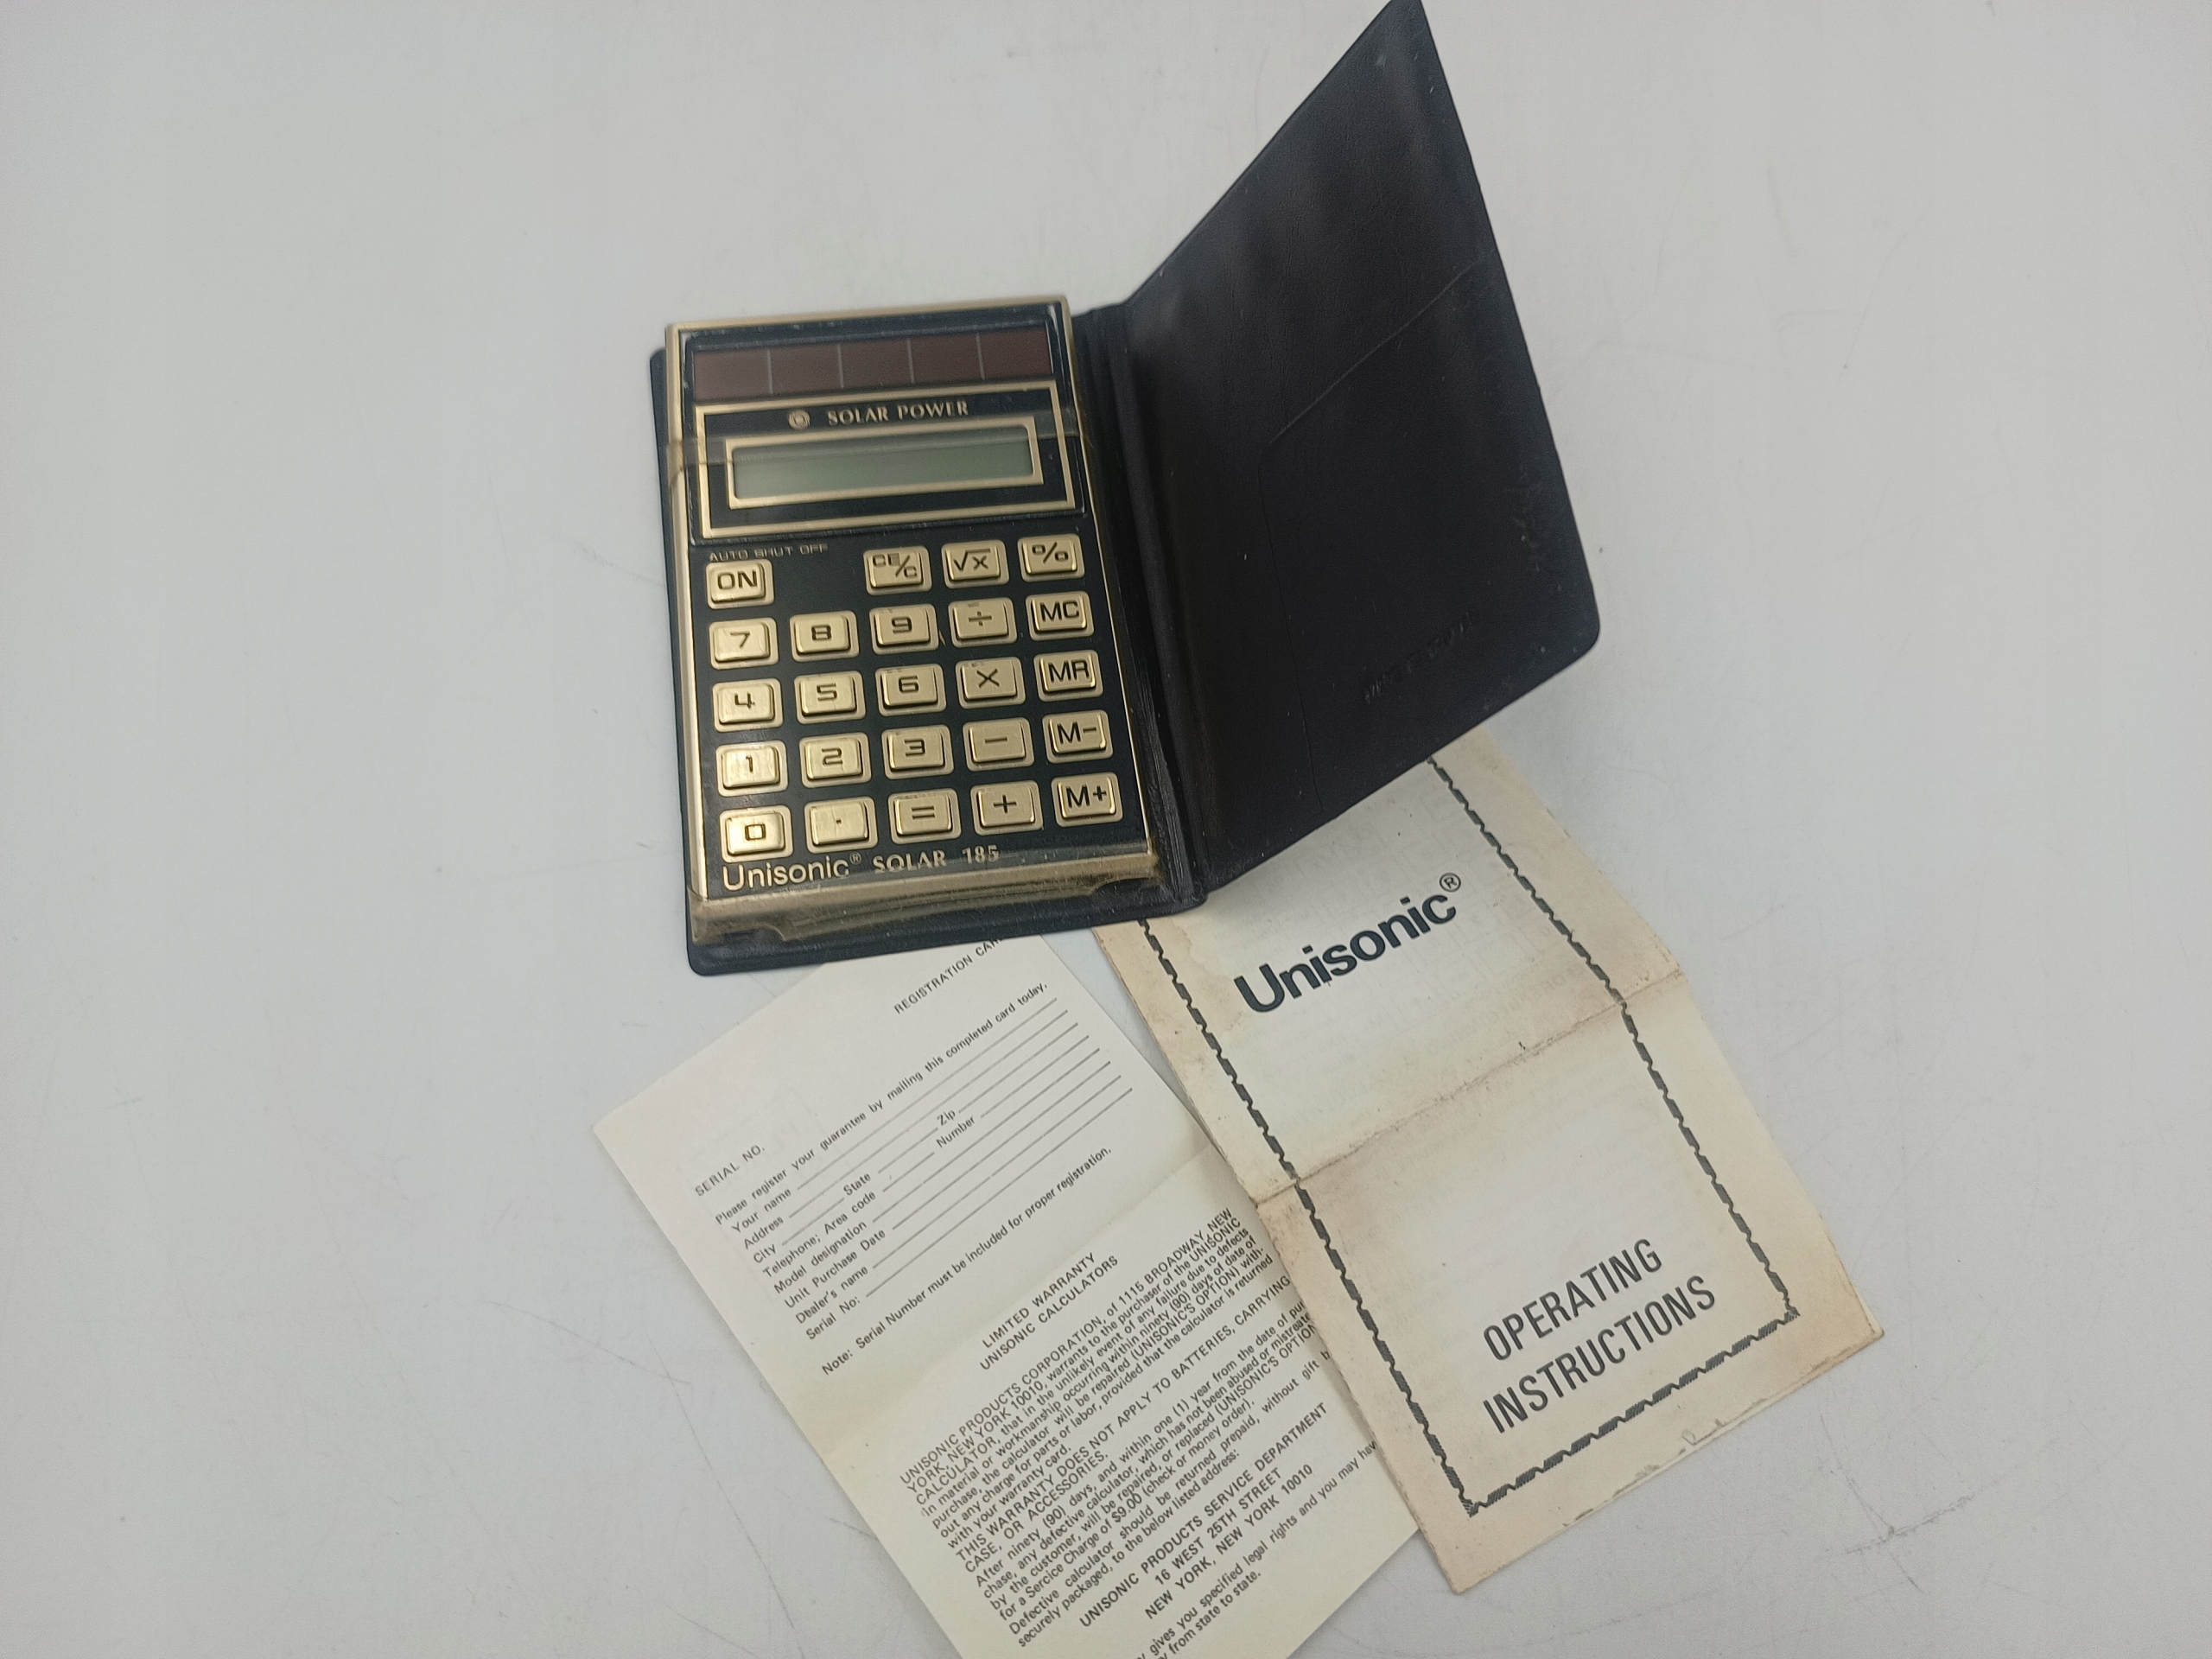 SOLAR POWER
AUTO SHUT OFF
ON CE/C √x %
7 8 9 ÷ MC
4 5 6 × MR
1 2 3 − M−
0 . = + M+
Unisonic® SOLAR 185
REGISTRATION CAR
SERIAL NO.
Please register your guarantee by mailing this completed card today.
Your name
Address
City State Zip
Telephone: Area code Number
Model designation
Unit Purchase Date
Dealer's name
Serial No:
Note: Serial Number must be included for proper registration.
LIMITED WARRANTY
UNISONIC CALCULATORS
UNISONIC PRODUCTS CORPORATION, of 1115 BROADWAY, NEW
YORK, NEW YORK 10010, warrants to the purchaser of the UNISONIC
CALCULATOR, that in the unlikely event of any failure due to defects
in material or workmanship occurring within ninety (90) days of date of
purchase, the calculator will be repaired (UNISONIC'S OPTION) with-
out any charge for parts or labor, provided that the calculator is returned
with your warranty card.
THIS WARRANTY DOES NOT APPLY TO BATTERIES, CARRYING
CASE, OR ACCESSORIES.
After ninety (90) days, and within one (1) year from the date of pur
chase, any defective calculator, which has not been abused or mistreate
by the customer, will be repaired, or replaced (UNISONIC'S OPTION
for a Service Charge of $9.00 (check or money order).
Defective calculator should be returned prepaid, without gift b
securely packaged, to the below listed address:
UNISONIC PRODUCTS SERVICE DEPARTMENT
16 WEST 25TH STREET
NEW YORK, NEW YORK 10010
gives you specified legal rights and you may hav
y from state to state.
Unisonic®
OPERATING
INSTRUCTIONS